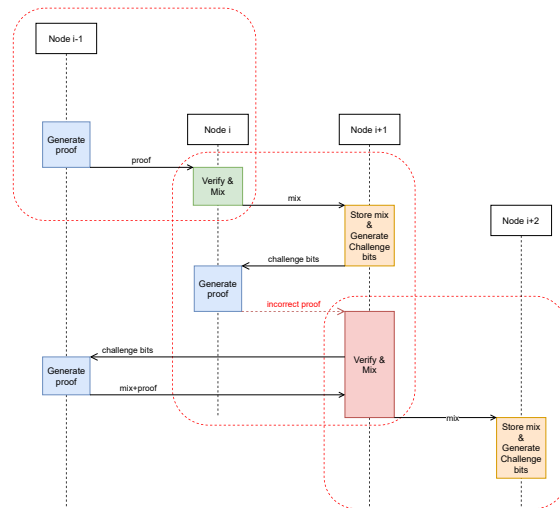 Node i-1
Node i
Node i+1
Node i+2
Generate
proof
proof
Verify &
Mix
mix
Store mix
&
Generate
Challenge
bits
challenge bits
Generate
proof
incorrect proof
Verify &
Mix
challenge bits
Generate
proof
mix+proof
mix
Store mix
&
Generate
Challenge
bits